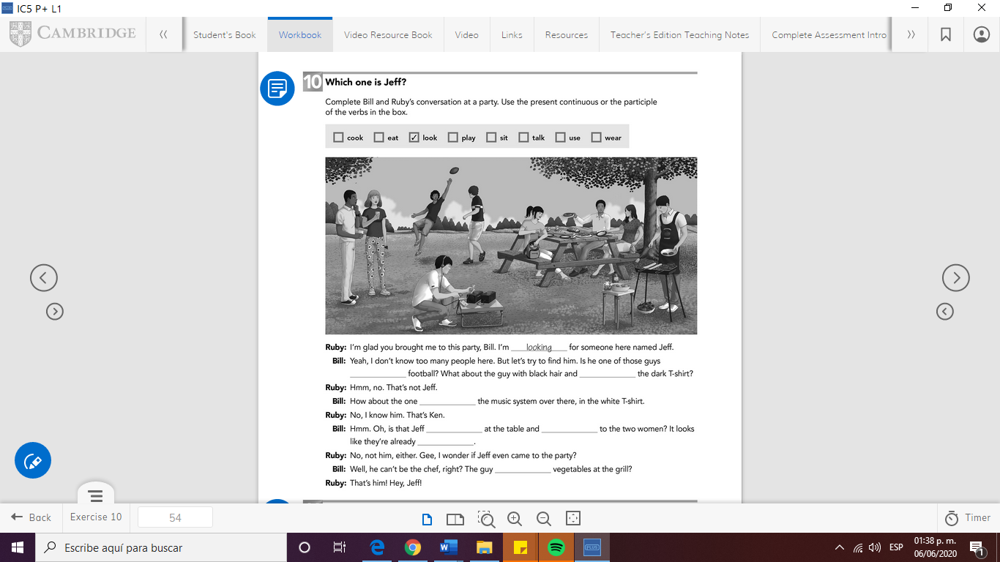 IC5 P+ L1
CAMBRIDGE
Student's Book
Workbook
Video Resource Book
Video
Links
Resources
Teacher's Edition Teaching Notes
Complete Assessment Intro
10 Which one is Jeff?
Complete Bill and Ruby's conversation at a party. Use the present continuous or the participle
of the verbs in the box.
cook eat ✓ look play sit talk use wear
Ruby: I'm glad you brought me to this party, Bill. I'm looking for someone here named Jeff.
Bill: Yeah, I don't know too many people here. But let's try to find him. Is he one of those guys
____________ football? What about the guy with black hair and ____________ the dark T-shirt?
Ruby: Hmm, no. That's not Jeff.
Bill: How about the one ____________ the music system over there, in the white T-shirt.
Ruby: No, I know him. That's Ken.
Bill: Hmm. Oh, is that Jeff ____________ at the table and ____________ to the two women? It looks
like they're already ____________.
Ruby: No, not him, either. Gee, I wonder if Jeff even came to the party?
Bill: Well, he can't be the chef, right? The guy ____________ vegetables at the grill?
Ruby: That's him! Hey, Jeff!
Back
Exercise 10
54
Timer
Escribe aquí para buscar
PLUS
ESP
01:38 p. m.
06/06/2020
1